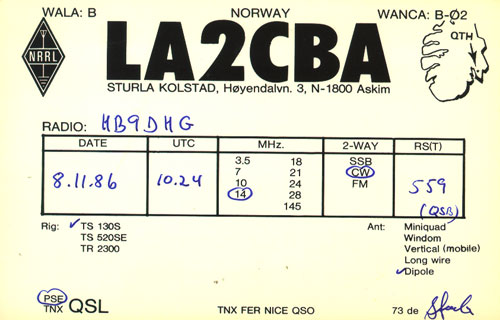 WALA: B NORWAY WANCA: B-Ø2
NRRL LA2CBA QTH
STURLA KOLSTAD, Høyendalvn. 3, N-1800 Askim
RADIO: HB9DHG
DATE UTC MHz. 2-WAY RS(T)
3.5 18 SSB
7 21 CW
8.11.86 10.24 10 24 FM 559
14 28
145 (QSB)
Rig: ✓ TS 130S Ant: Miniquad
TS 520SE Windom
TR 2300 Vertical (mobile)
Long wire
✓ Dipole
PSE
TNX QSL TNX FER NICE QSO 73 de